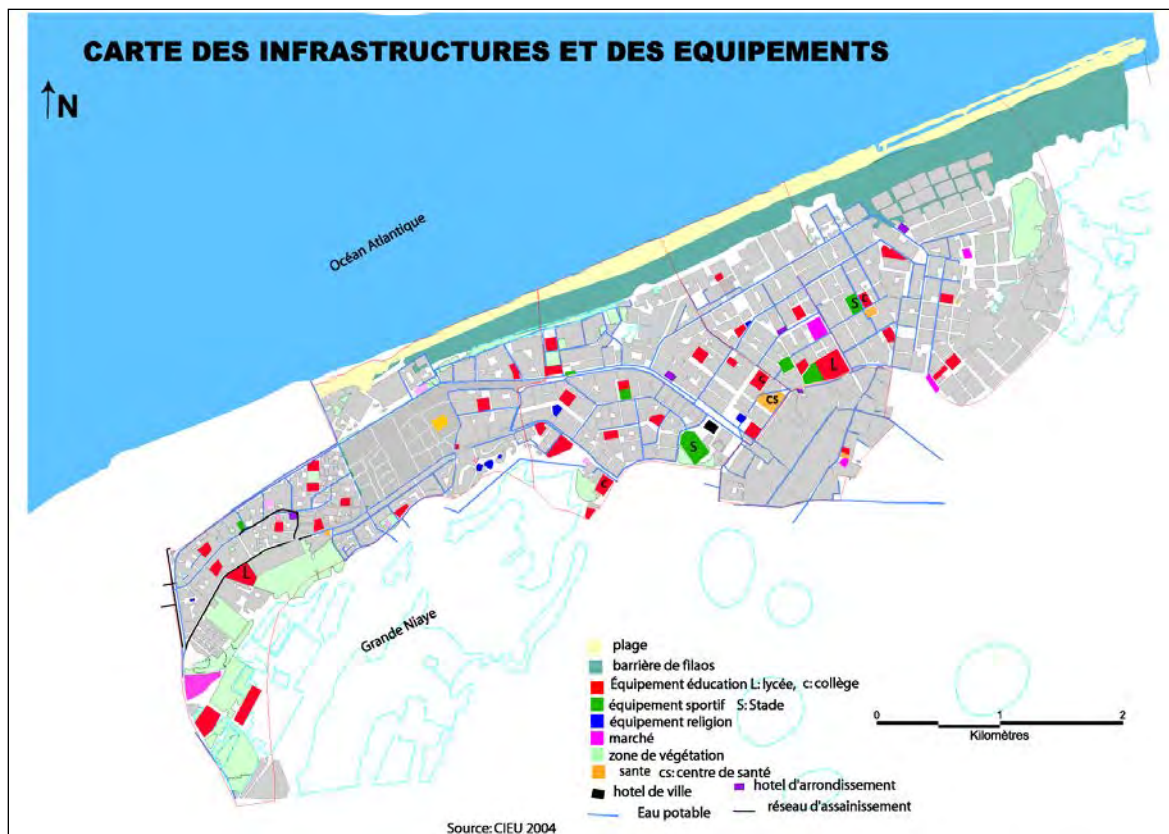 CARTE DES INFRASTRUCTURES ET DES EQUIPEMENTS
N
Océan Atlantique
S
C
L
C
CS
S
C
L
Grande Niaye
plage
barrière de filaos
Équipement éducation L: lycée, c: collège
équipement sportif S: Stade
équipement religion
marché
zone de végétation
sante cs: centre de santé
hotel de ville
hotel d'arrondissement
Eau potable
réseau d'assainissement
0 1 2
Kilomètres
Source: CIEU 2004